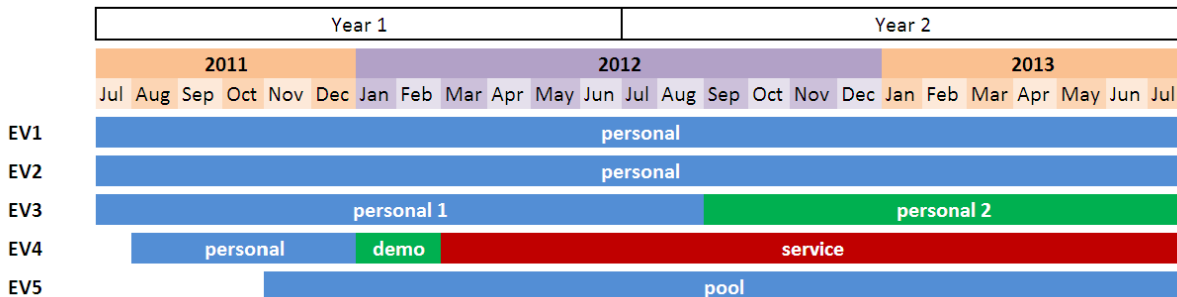 Year 1 Year 2
2011 2012 2013
Jul Aug Sep Oct Nov Dec Jan Feb Mar Apr May Jun Jul Aug Sep Oct Nov Dec Jan Feb Mar Apr May Jun Jul
EV1 personal
EV2 personal
EV3 personal 1 personal 2
EV4 personal demo service
EV5 pool